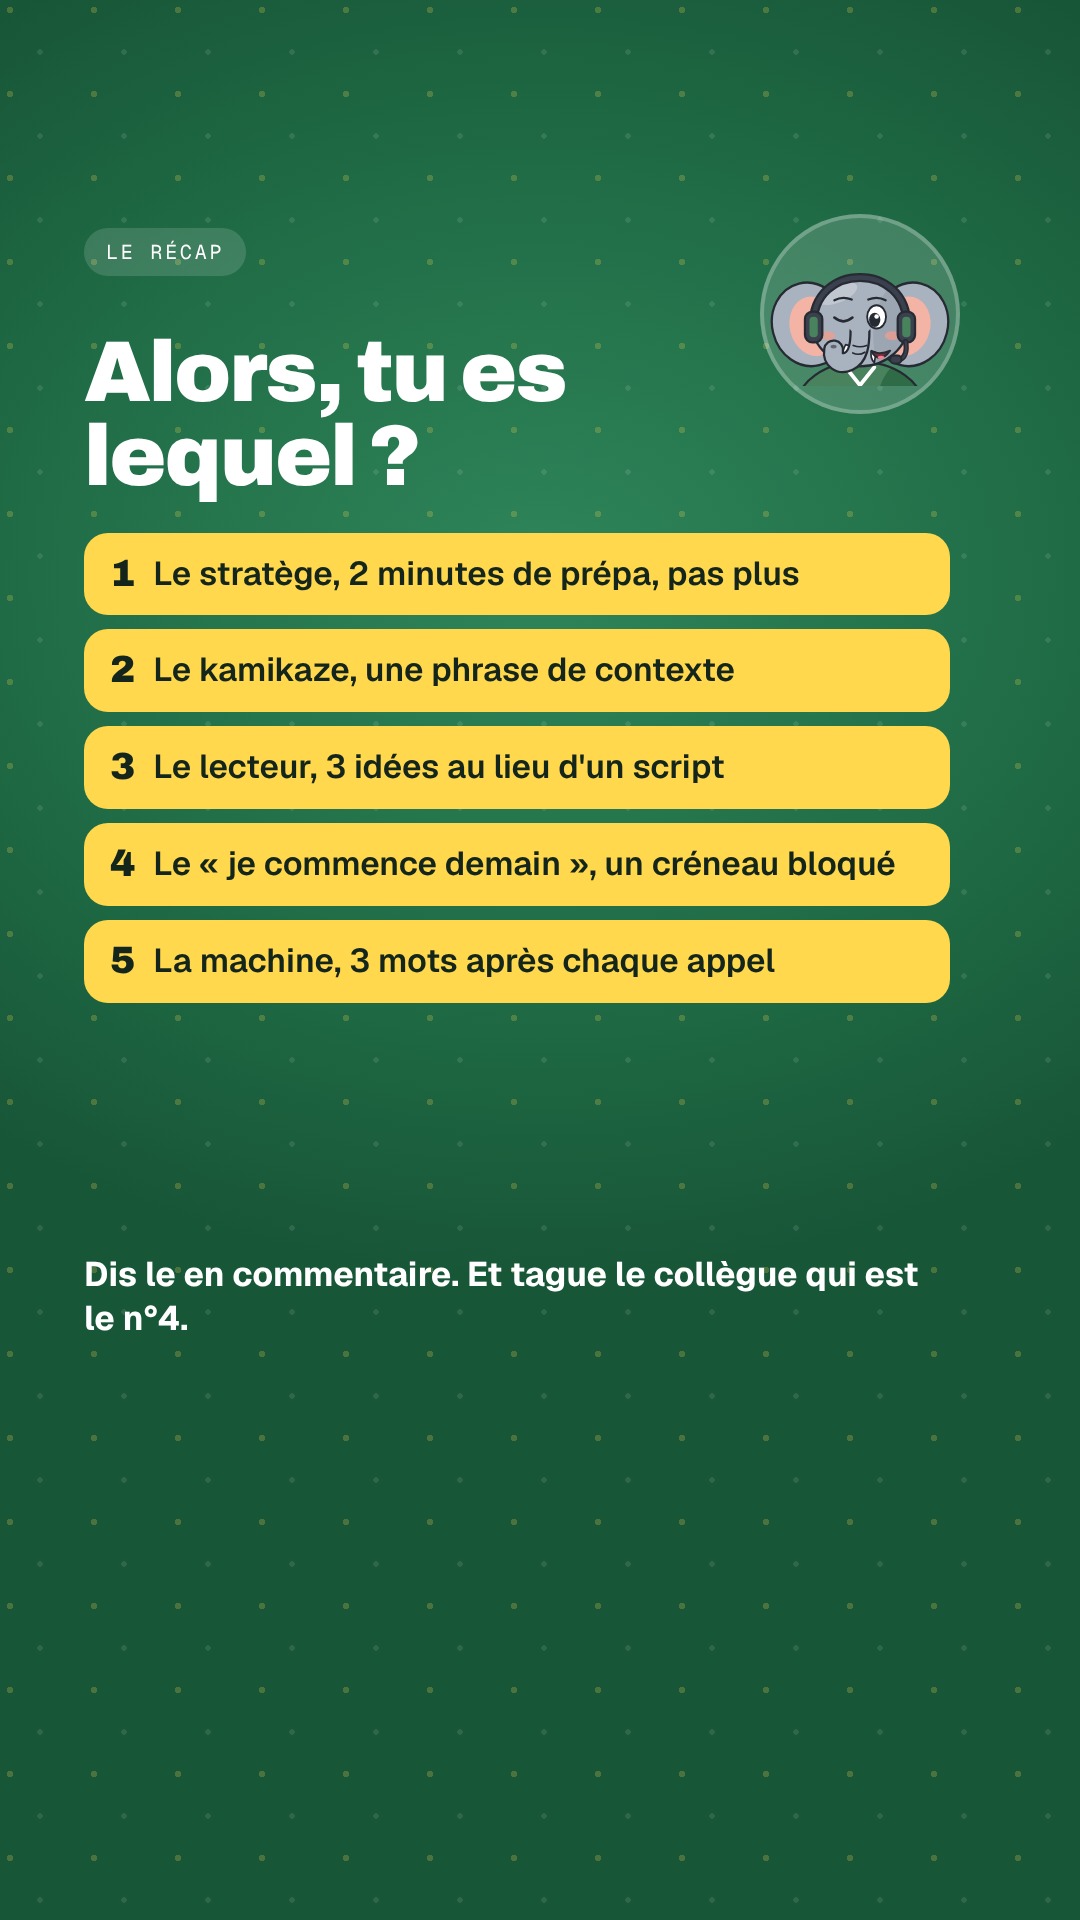 LE RÉCAP
Alors, tu es
lequel ?
1 Le stratège, 2 minutes de prépa, pas plus
2 Le kamikaze, une phrase de contexte
3 Le lecteur, 3 idées au lieu d'un script
4 Le « je commence demain », un créneau bloqué
5 La machine, 3 mots après chaque appel
Dis le en commentaire. Et tague le collègue qui est
le n°4.